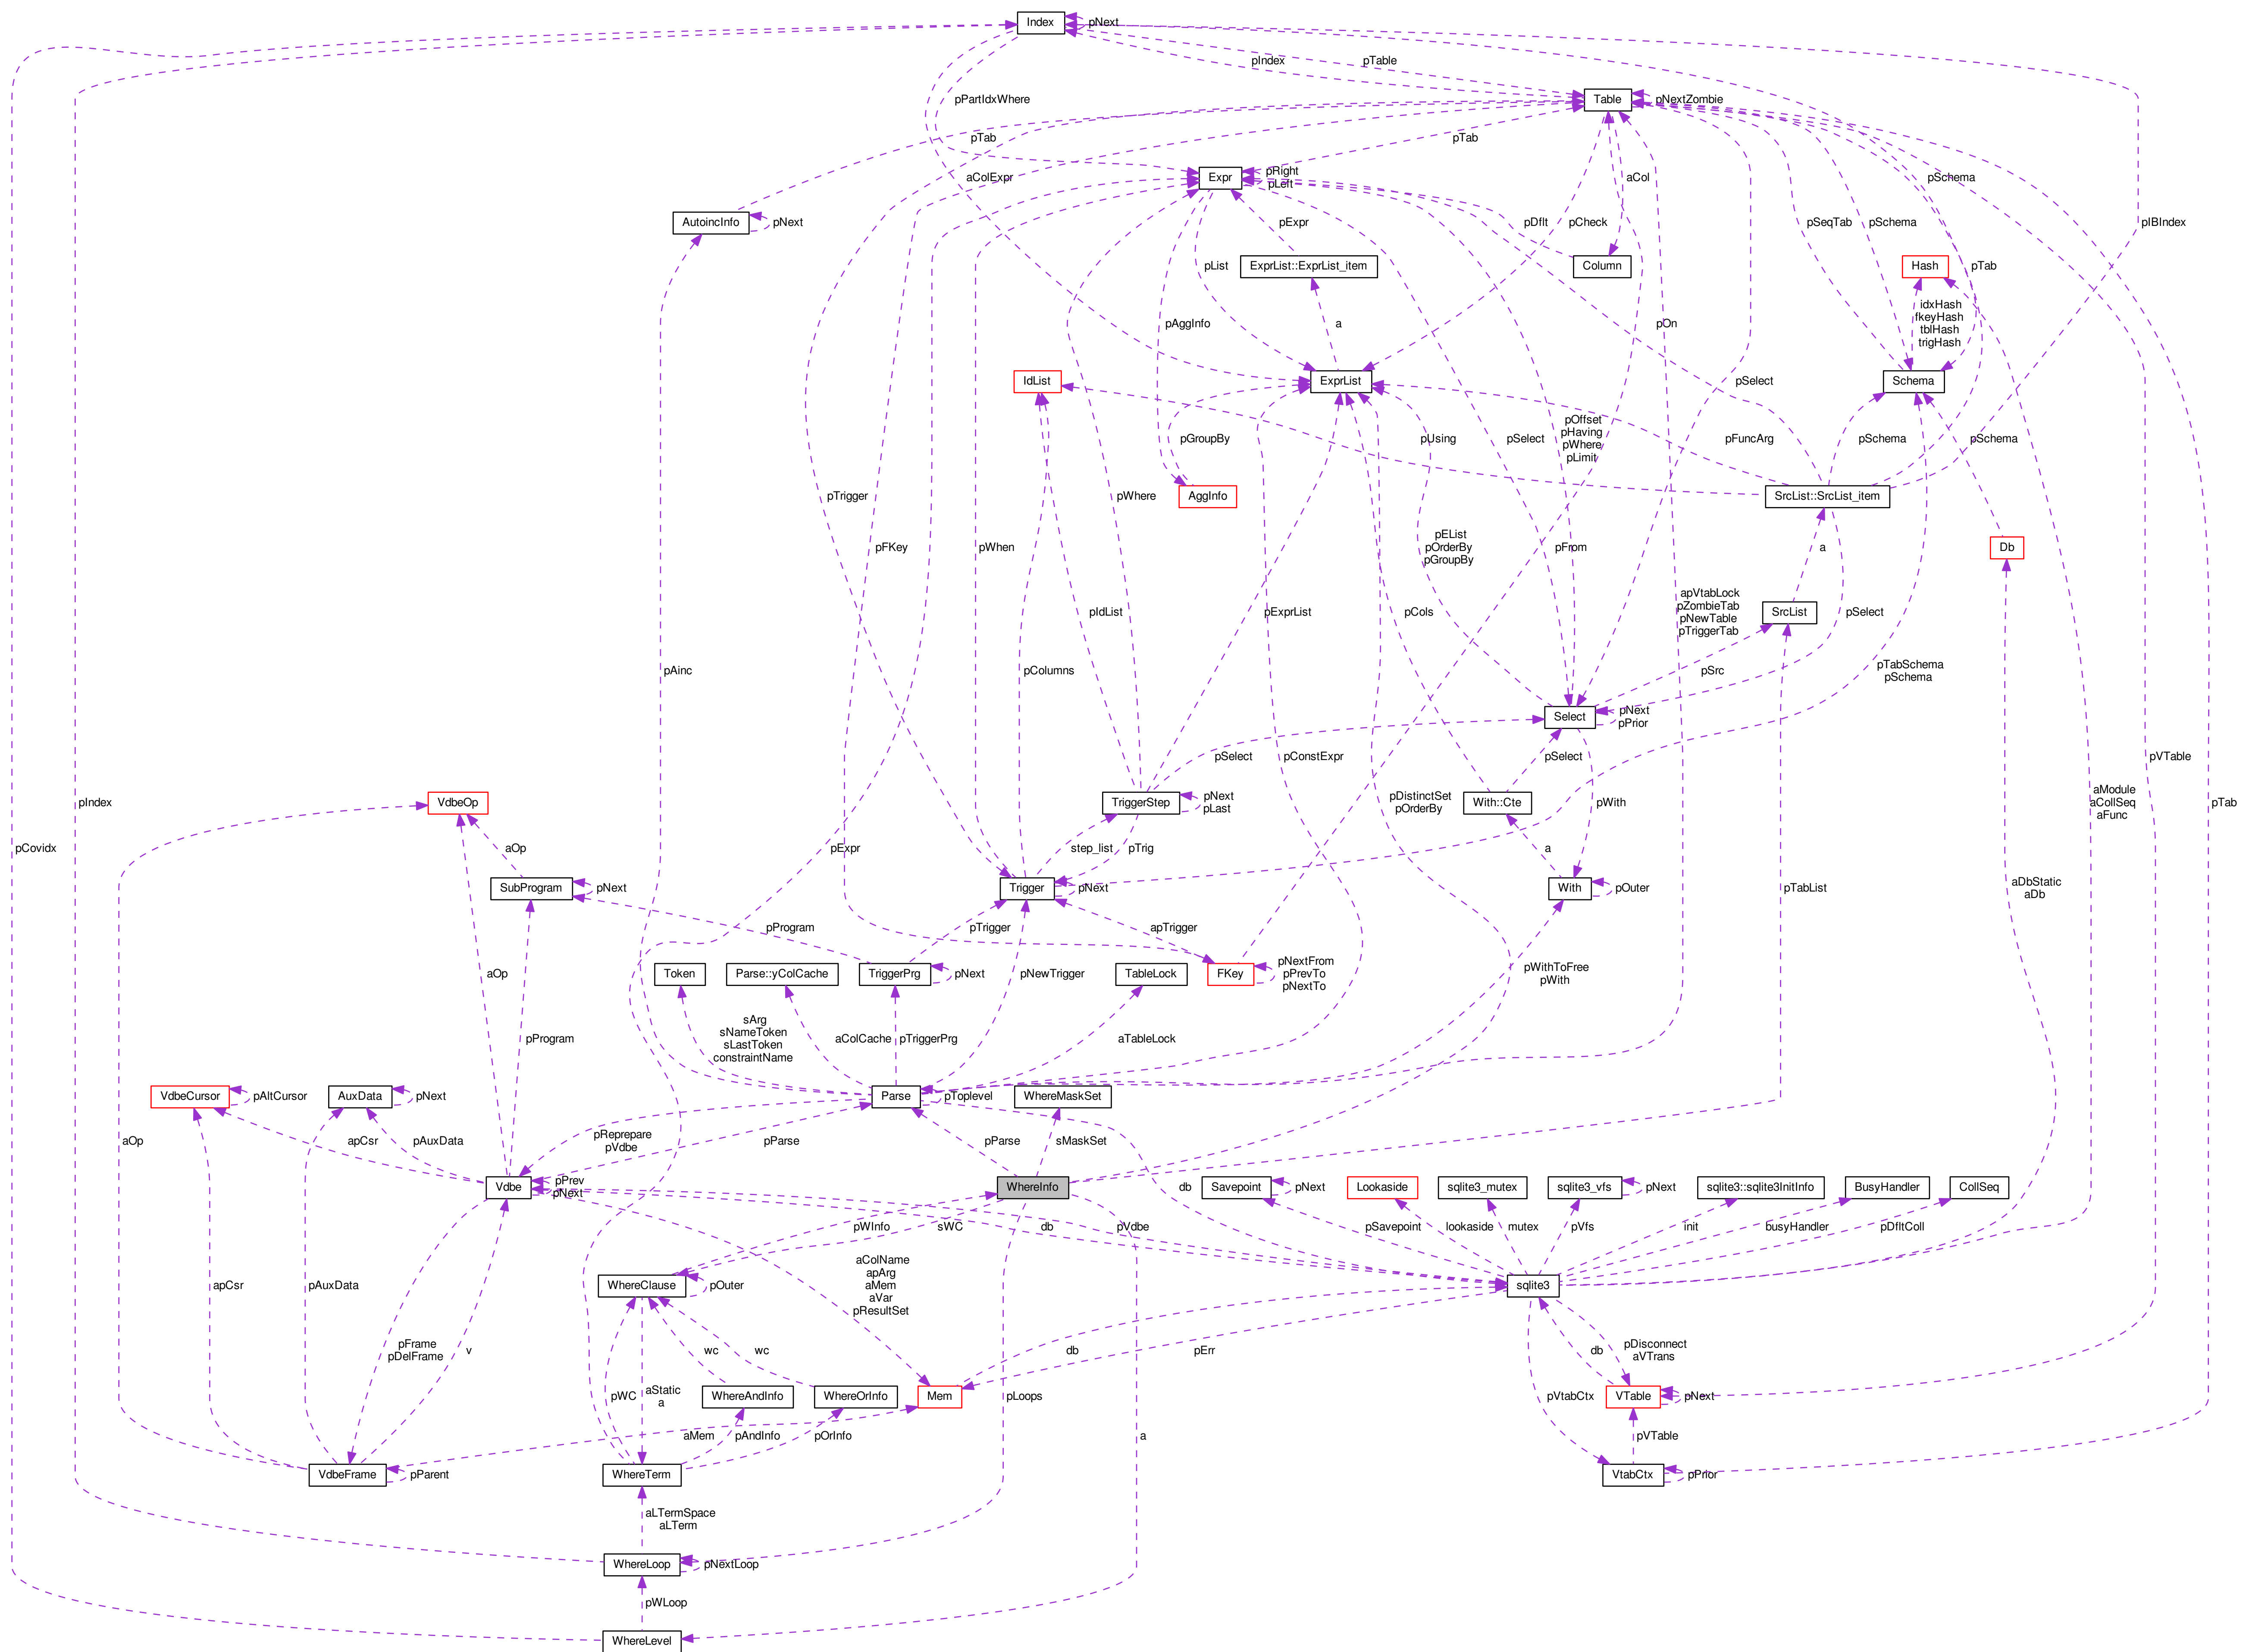 Index
pNext
pIndex
pTable
Table
pNextZombie
pPartIdxWhere
pTab
pTab
Expr
pRight
pLeft
aColExpr
aCol
pSchema
AutoincInfo
pNext
pExpr
pDflt
pCheck
pSeqTab
pSchema
pIBIndex
pList
ExprList::ExprList_item
Column
Hash
pTab
idxHash
fkeyHash
tblHash
trigHash
pAggInfo
a
pOn
IdList
ExprList
pSelect
Schema
pGroupBy
pUsing
pSelect
pOffset
pHaving
pWhere
pLimit
pFuncArg
pSchema
pSchema
pTrigger
pWhere
AggInfo
SrcList::SrcList_item
pFKey
pWhen
pEList
pOrderBy
pGroupBy
pFrom
a
Db
pIdList
pExprList
pCols
apVtabLock
pZombieTab
pNewTable
pTriggerTab
SrcList
pSelect
pAinc
pColumns
pSrc
pTabSchema
pSchema
Select
pNext
pPrior
pSelect
pConstExpr
pSelect
pVTable
pCovidx
pIndex
VdbeOp
TriggerStep
pNext
pLast
pDistinctSet
pOrderBy
With::Cte
pWith
aModule
aCollSeq
aFunc
pTab
aOp
pExpr
step_list
pTrig
a
pTabList
aDbStatic
aDb
SubProgram
pNext
Trigger
pNext
With
pOuter
pProgram
pTrigger
apTrigger
aOp
Token
Parse::yColCache
TriggerPrg
pNext
pNewTrigger
TableLock
FKey
pNextFrom
pPrevTo
pNextTo
pWithToFree
pWith
pProgram
sArg
sNameToken
sLastToken
constraintName
aColCache
pTriggerPrg
aTableLock
VdbeCursor
pAltCursor
AuxData
pNext
Parse
pToplevel
WhereMaskSet
aOp
apCsr
pAuxData
pReprepare
pVdbe
pParse
pParse
sMaskSet
Vdbe
pPrev
pNext
WhereInfo
db
Savepoint
pNext
Lookaside
sqlite3_mutex
sqlite3_vfs
pNext
sqlite3::sqlite3InitInfo
BusyHandler
CollSeq
pWInfo
sWC
db
pVdbe
pSavepoint
lookaside
mutex
pVfs
init
busyHandler
pDfltColl
apCsr
pAuxData
WhereClause
pOuter
aColName
apArg
aMem
aVar
pResultSet
sqlite3
pFrame
pDelFrame
v
wc
wc
db
pErr
db
pDisconnect
aVTrans
pWC
aStatic
a
WhereAndInfo
WhereOrInfo
Mem
pLoops
pVtabCtx
VTable
pNext
aMem
pAndInfo
pOrInfo
a
pVTable
VdbeFrame
pParent
WhereTerm
VtabCtx
pPrior
aLTermSpace
aLTerm
WhereLoop
pNextLoop
pWLoop
WhereLevel